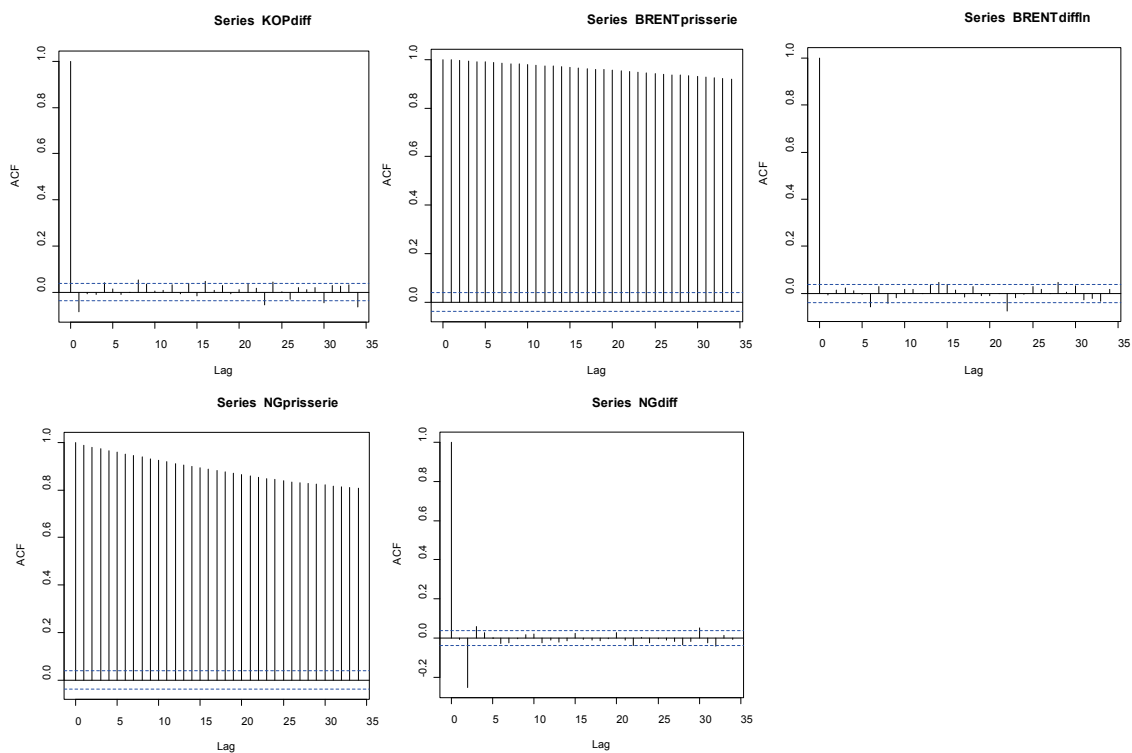 Series KOPdiff
ACF
0.0 0.2 0.4 0.6 0.8 1.0
0 5 10 15 20 25 30 35
Lag
Series BRENTprisserie
ACF
0.0 0.2 0.4 0.6 0.8 1.0
0 5 10 15 20 25 30 35
Lag
Series BRENTdiffln
ACF
0.0 0.2 0.4 0.6 0.8 1.0
0 5 10 15 20 25 30 35
Lag
Series NGprisserie
ACF
0.0 0.2 0.4 0.6 0.8 1.0
0 5 10 15 20 25 30 35
Lag
Series NGdiff
ACF
-0.2 0.0 0.2 0.4 0.6 0.8 1.0
0 5 10 15 20 25 30 35
Lag